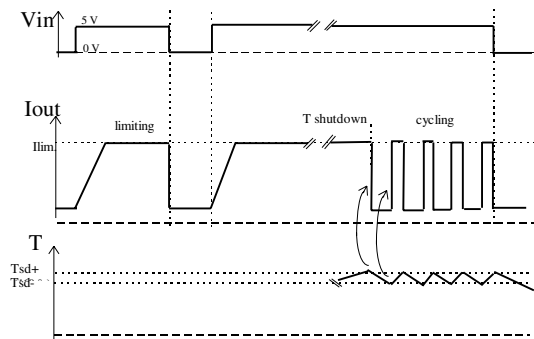 Vin
5 V
0 V
Iout
limiting
T shutdown
cycling
Ilim.
T
Tsd+
Tsd-